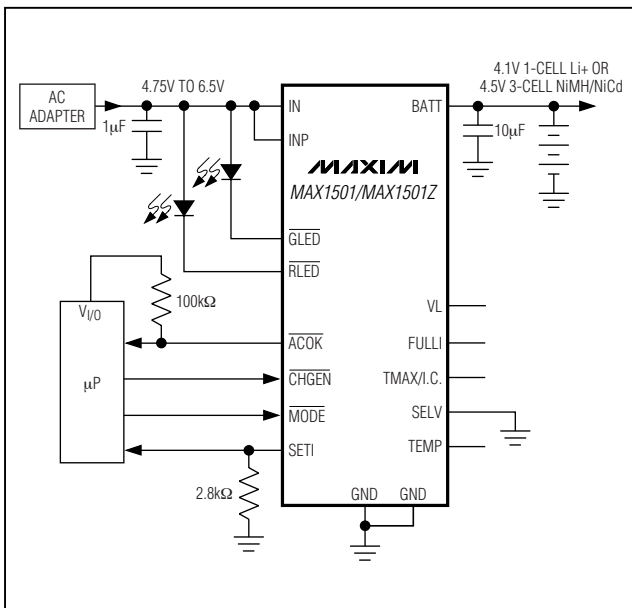 AC
ADAPTER
4.75V TO 6.5V
1µF
IN
INP
MAXIM
MAX1501/MAX1501Z
BATT
4.1V 1-CELL Li+ OR
4.5V 3-CELL NiMH/NiCd
10µF
GLED
RLED
100kΩ
VI/O
µP
ACOK
CHGEN
MODE
SETI
2.8kΩ
VL
FULLI
TMAX/I.C.
SELV
TEMP
GND GND